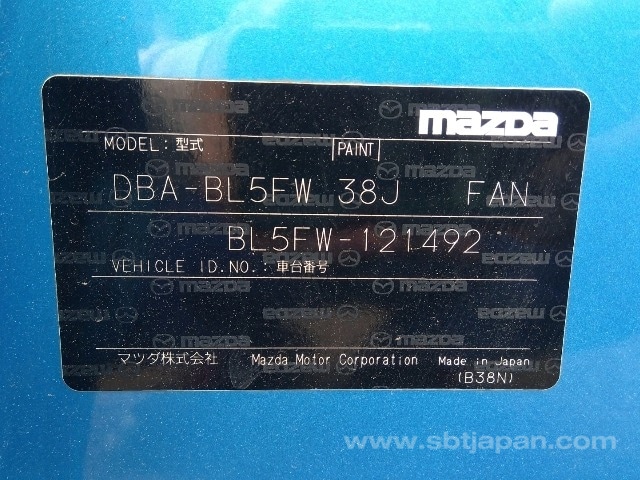 mazda
MODEL: 型式 PAINT
DBA-BL5FW 38J FAN
BL5FW-121492
VEHICLE ID.NO.: 車台番号
マツダ株式会社 Mazda Motor Corporation Made in Japan
(B38N)
www.sbtjapan.com